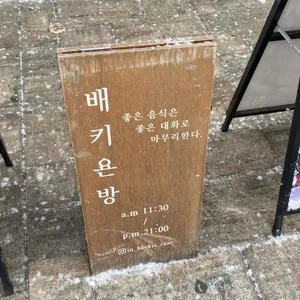 배키욘방
좋은 음식은
좋은 대화로
마무리한다.
a.m 11:30
/
p.m 21:00